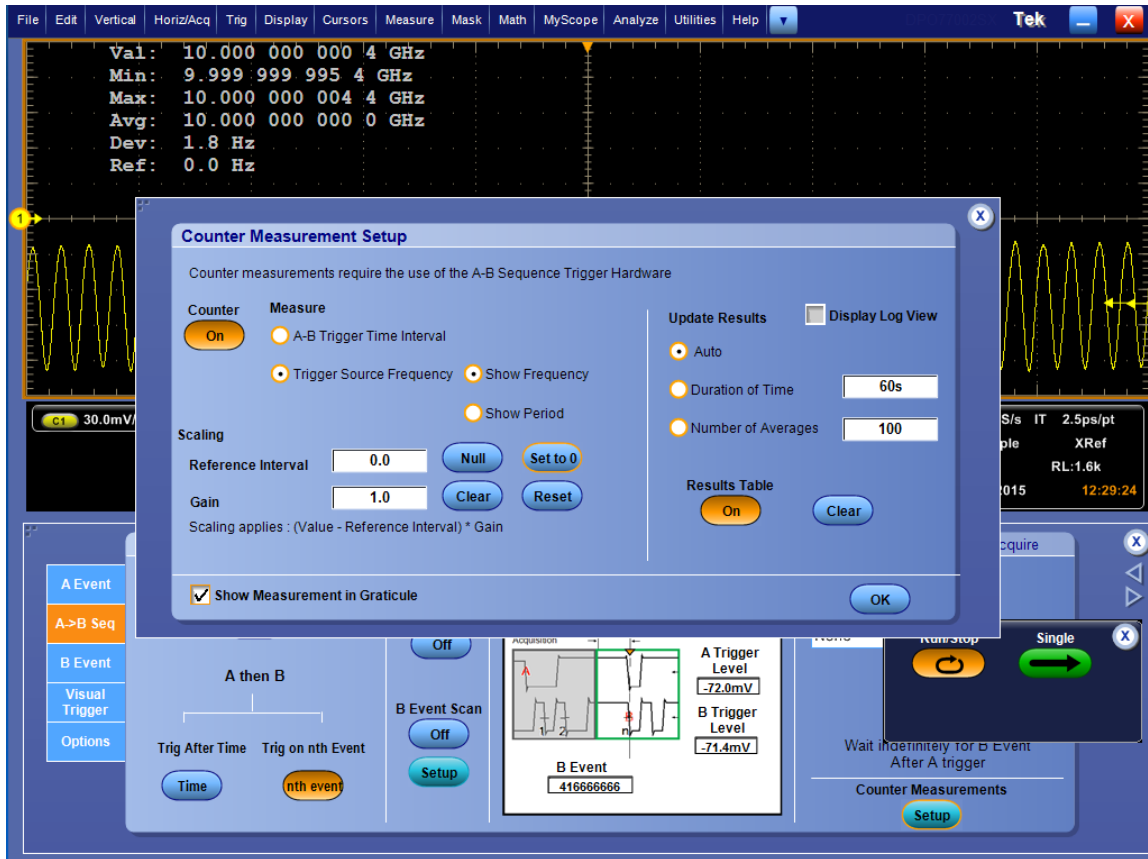 File Edit Vertical Horiz/Acq Trig Display Cursors Measure Mask Math MyScope Analyze Utilities Help Tek X
Val: 10.000 000 000 4 GHz
Min: 9.999 999 995 4 GHz
Max: 10.000 000 004 4 GHz
Avg: 10.000 000 000 0 GHz
Dev: 1.8 Hz
Ref: 0.0 Hz
1
X
Counter Measurement Setup
Counter measurements require the use of the A-B Sequence Trigger Hardware
Counter
On
Measure
A-B Trigger Time Interval
Trigger Source Frequency
Show Frequency
Show Period
Scaling
Reference Interval 0.0 Null Set to 0
Gain 1.0 Clear Reset
Scaling applies : (Value - Reference Interval) * Gain
Update Results
Display Log View
Auto
Duration of Time 60s
Number of Averages 100
Results Table
On
Clear
Show Measurement in Graticule
OK
C1 30.0mV/
S/s IT 2.5ps/pt
ple XRef
RL:1.6k
2015 12:29:24
cquire
X
A Event
A->B Seq
B Event
Visual Trigger
Options
A then B
Trig After Time
Time
Trig on nth Event
nth event
Off
B Event Scan
Off
Setup
Acquisition
A
1 2 n
B
A Trigger
Level
-72.0mV
B Trigger
Level
-71.4mV
B Event
416666666
None
Run/Stop
Single
X
Wait indefinitely for B Event
After A trigger
Counter Measurements
Setup